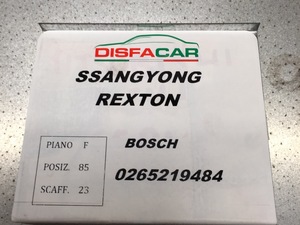 DISFACAR
SSANGYONG
REXTON
PIANO F
POSIZ. 85
SCAFF. 23
BOSCH
0265219484